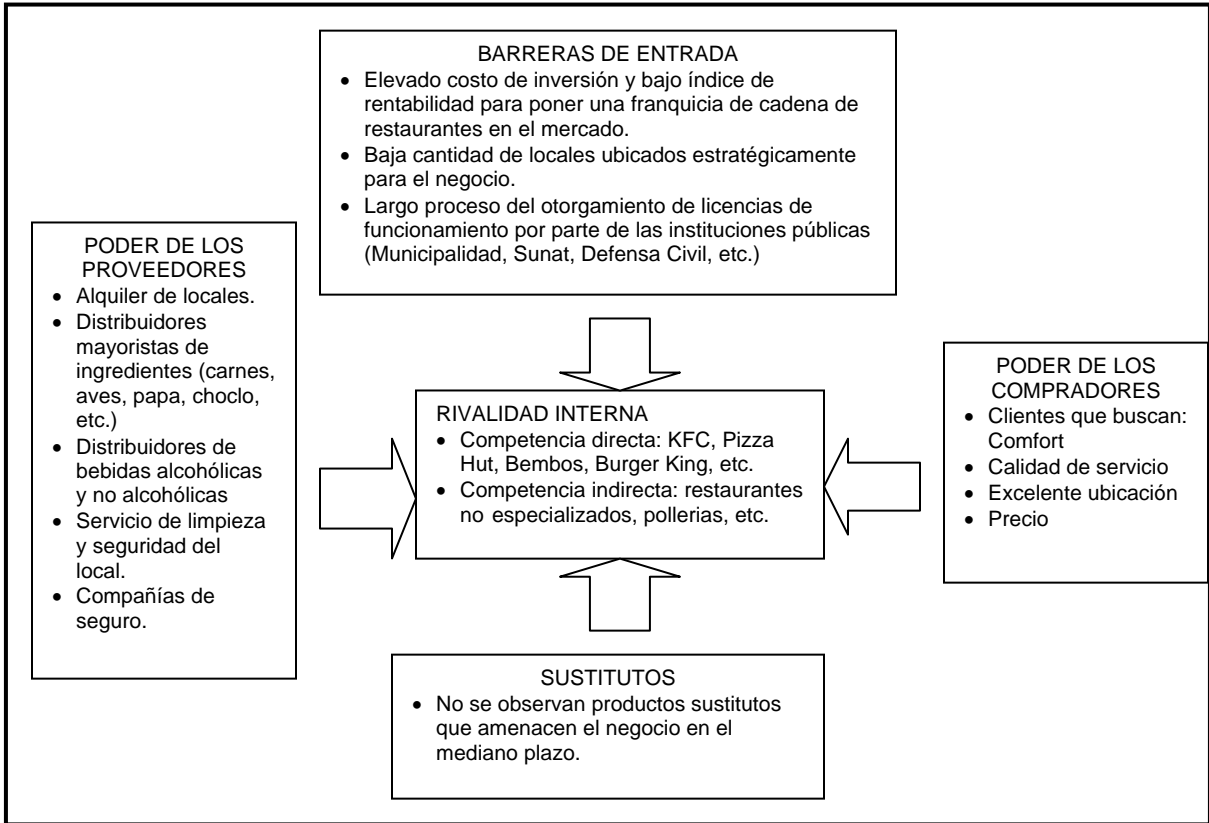 BARRERAS DE ENTRADA
• Elevado costo de inversión y bajo índice de
rentabilidad para poner una franquicia de cadena de
restaurantes en el mercado.
• Baja cantidad de locales ubicados estratégicamente
para el negocio.
• Largo proceso del otorgamiento de licencias de
funcionamiento por parte de las instituciones públicas
(Municipalidad, Sunat, Defensa Civil, etc.)
PODER DE LOS
PROVEEDORES
• Alquiler de locales.
• Distribuidores
mayoristas de
ingredientes (carnes,
aves, papa, choclo,
etc.)
• Distribuidores de
bebidas alcohólicas
y no alcohólicas
• Servicio de limpieza
y seguridad del
local.
• Compañías de
seguro.
RIVALIDAD INTERNA
• Competencia directa: KFC, Pizza
Hut, Bembos, Burger King, etc.
• Competencia indirecta: restaurantes
no especializados, pollerias, etc.
PODER DE LOS
COMPRADORES
• Clientes que buscan:
Comfort
• Calidad de servicio
• Excelente ubicación
• Precio
SUSTITUTOS
• No se observan productos sustitutos
que amenacen el negocio en el
mediano plazo.